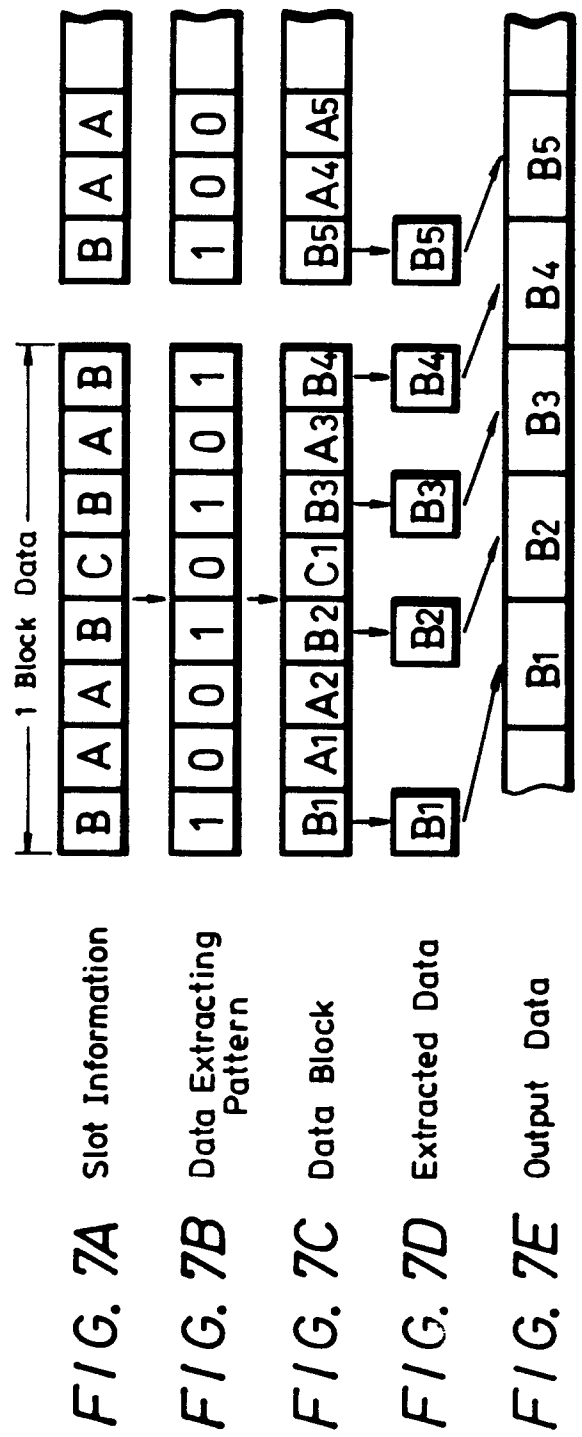 1 Block Data
FIG. 7A Slot Information B A A B C B A B B A A
FIG. 7B Data Extracting Pattern 1 0 0 1 0 1 0 1 1 0 0
FIG. 7C Data Block B1 A1 A2 B2 C1 B3 A3 B4 B5 A4 A5
FIG. 7D Extracted Data B1 B2 B3 B4 B5
FIG. 7E Output Data B1 B2 B3 B4 B5